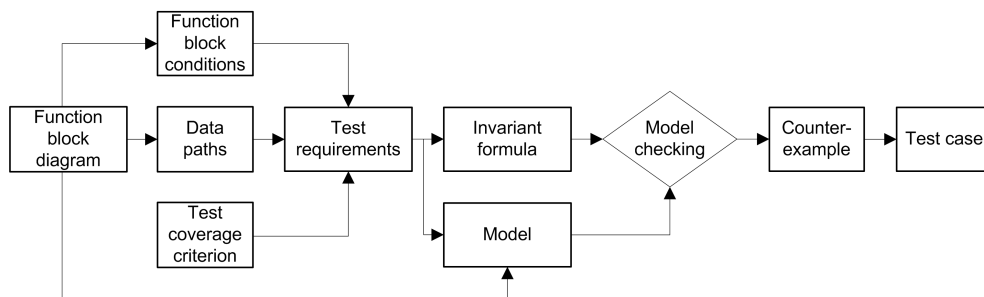 Function
block
conditions
Function
block
diagram
Data
paths
Test
requirements
Invariant
formula
Model
checking
Counter-
example
Test case
Test
coverage
criterion
Model